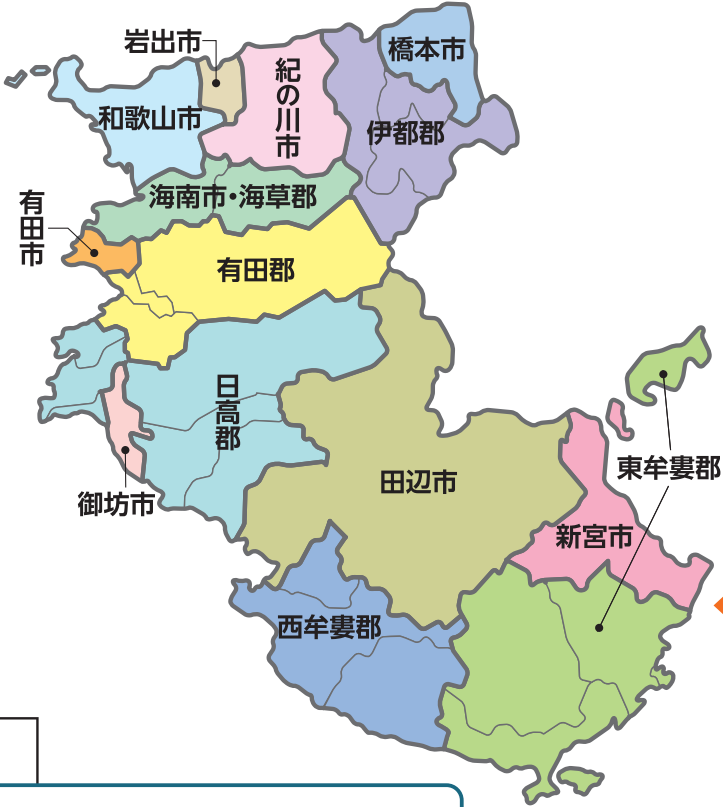 橋本市
岩出市
紀の川市
和歌山市
伊都郡
海南市・海草郡
有田市
有田郡
日高郡
東牟婁郡
田辺市
御坊市
新宮市
西牟婁郡